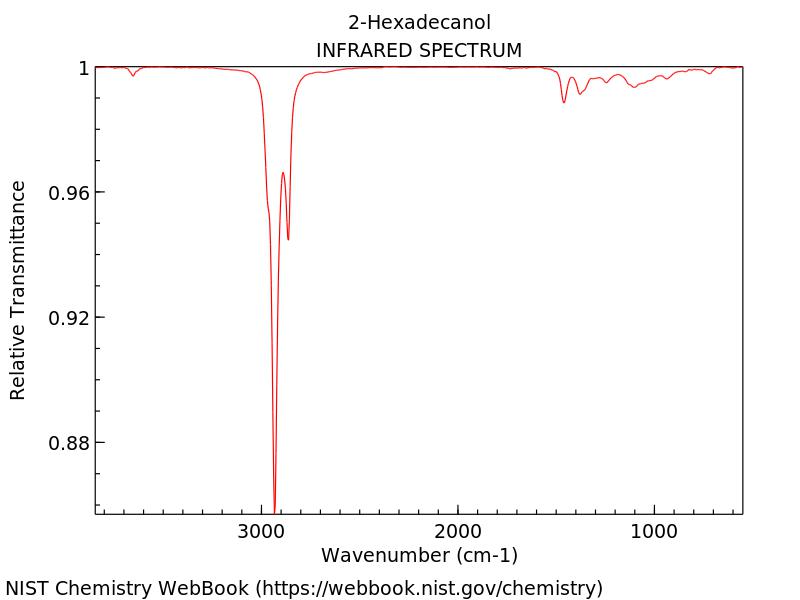 2-Hexadecanol
INFRARED SPECTRUM
1
0.96
0.92
0.88
Relative Transmittance
3000 2000 1000
Wavenumber (cm-1)
NIST Chemistry WebBook (https://webbook.nist.gov/chemistry)